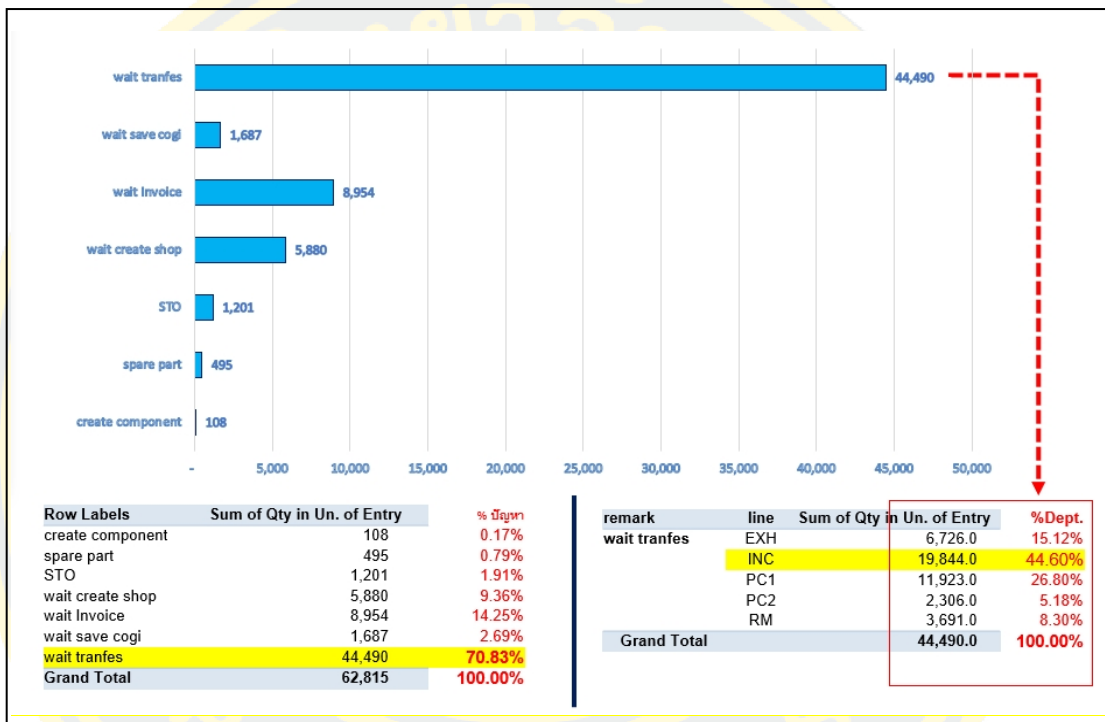 wait tranfes 44,490
wait save cogi 1,687
wait Invoice 8,954
wait create shop 5,880
STO 1,201
spare part 495
create component 108
- 5,000 10,000 15,000 20,000 25,000 30,000 35,000 40,000 45,000 50,000
Row Labels Sum of Qty in Un. of Entry % ปัญหา
create component 108 0.17%
spare part 495 0.79%
STO 1,201 1.91%
wait create shop 5,880 9.36%
wait Invoice 8,954 14.25%
wait save cogi 1,687 2.69%
wait tranfes 44,490 70.83%
Grand Total 62,815 100.00%
remark line Sum of Qty in Un. of Entry %Dept.
wait tranfes EXH 6,726.0 15.12%
INC 19,844.0 44.60%
PC1 11,923.0 26.80%
PC2 2,306.0 5.18%
RM 3,691.0 8.30%
Grand Total 44,490.0 100.00%